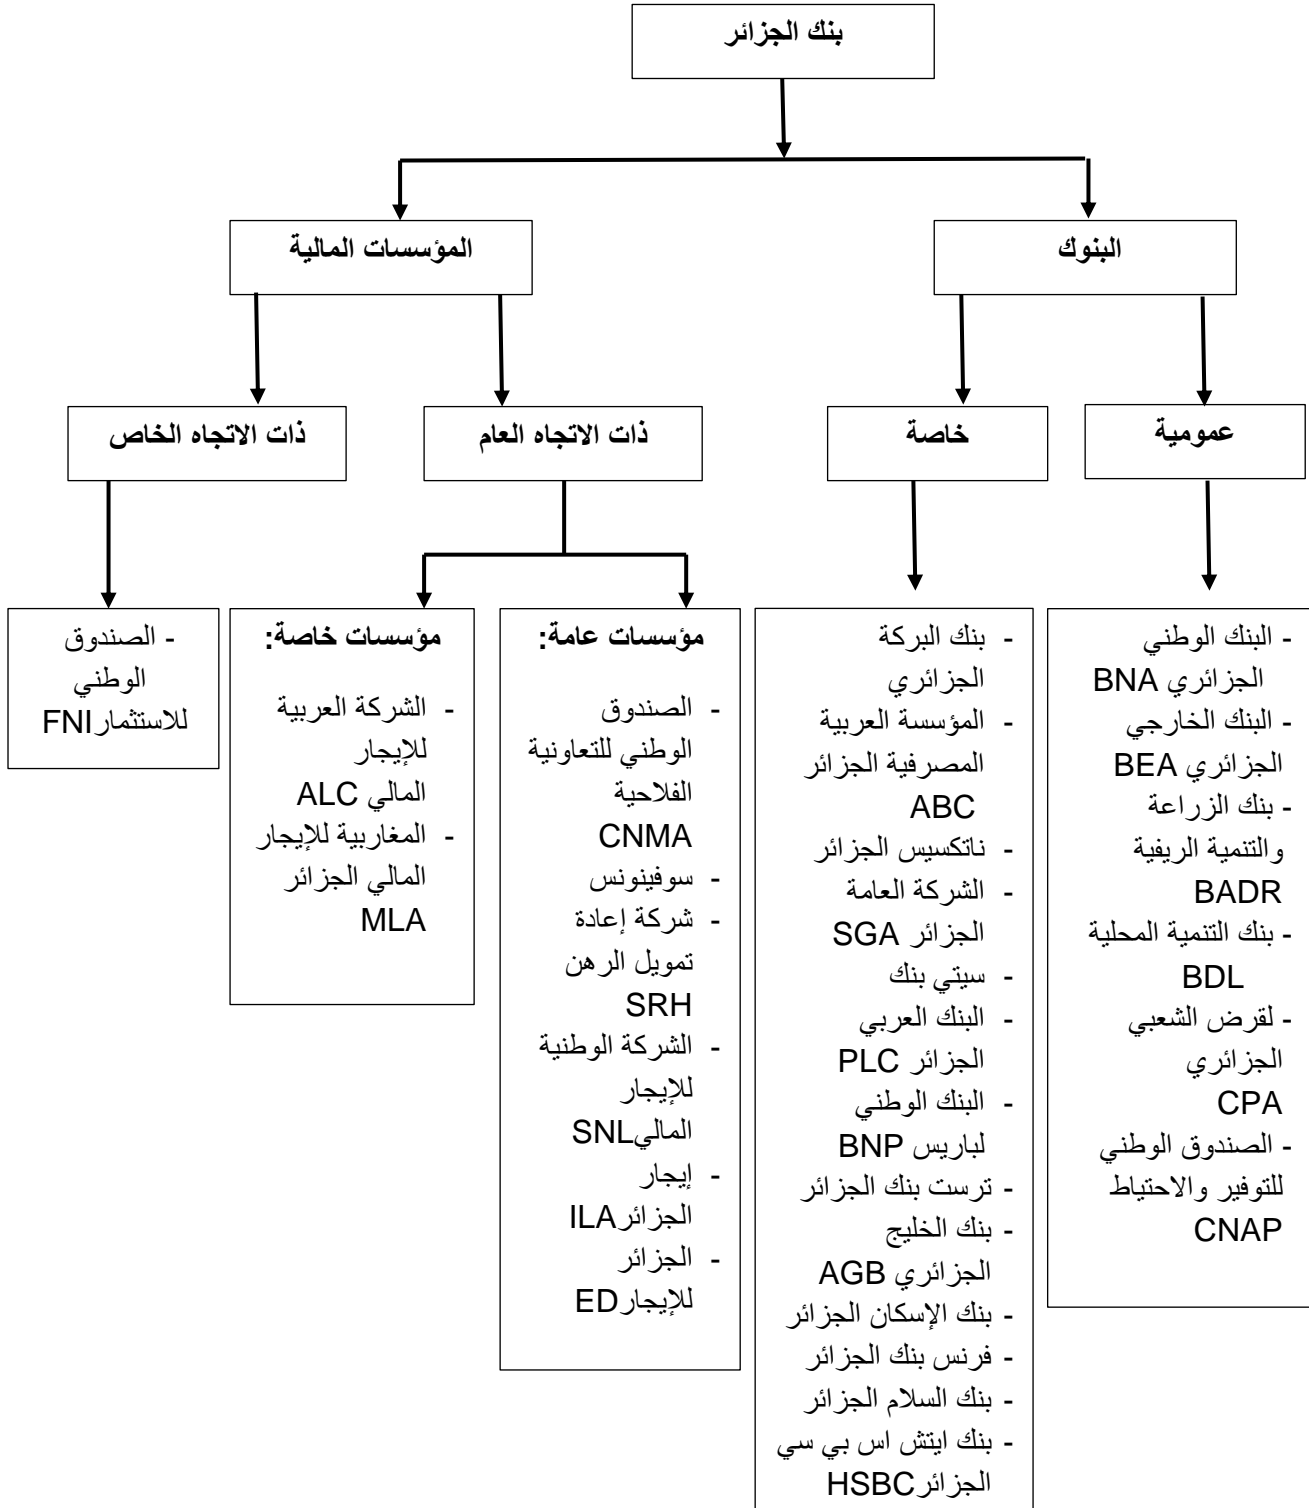 بنك الجزائر
البنوك
المؤسسات المالية
عمومية
خاصة
ذات الاتجاه العام
ذات الاتجاه الخاص
- البنك الوطني
الجزائري BNA
- البنك الخارجي
الجزائري BEA
- بنك الزراعة
والتنمية الريفية
BADR
- بنك التنمية المحلية
BDL
- لقرض الشعبي
الجزائري
CPA
- الصندوق الوطني
للتوفير والاحتياط
CNAP
- بنك البركة
الجزائري
- المؤسسة العربية
المصرفية الجزائر
ABC
- ناتكسيس الجزائر
- الشركة العامة
الجزائر SGA
- سيتي بنك
- البنك العربي
الجزائر PLC
- البنك الوطني
لباريس BNP
- ترست بنك الجزائر
- بنك الخليج
الجزائري AGB
- بنك الإسكان الجزائر
- فرنس بنك الجزائر
- بنك السلام الجزائر
- بنك ايتش اس بي سي
الجزائرHSBC
مؤسسات عامة:
- الصندوق
الوطني للتعاونية
الفلاحية
CNMA
- سوفينونس
- شركة إعادة
تمويل الرهن
SRH
- الشركة الوطنية
للإيجار
الماليSNL
- إيجار
الجزائرILA
- الجزائر
للإيجارED
مؤسسات خاصة:
- الشركة العربية
للإيجار
المالي ALC
- المغاربية للإيجار
المالي الجزائر
MLA
- الصندوق
الوطني
للاستثمارFNI